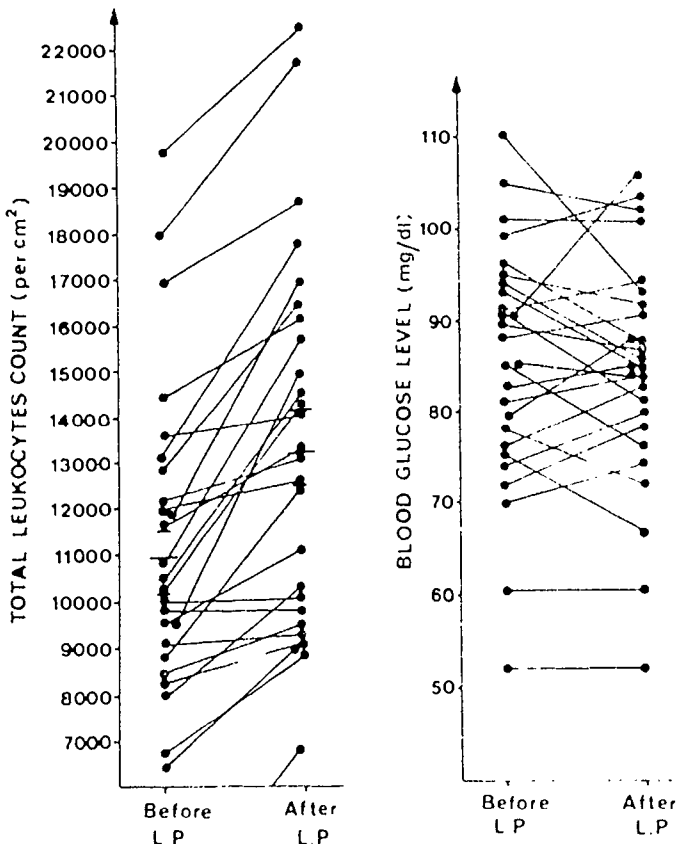 TOTAL LEUKOCYTES COUNT (per cm²)
22000
21000
20000
19000
18000
17000
16000
15000
14000
13000
12000
11000
10000
9000
8000
7000
Before
L.P
After
L.P
BLOOD GLUCOSE LEVEL (mg/dl)
110
100
90
80
70
60
50
Before
L.P
After
L.P